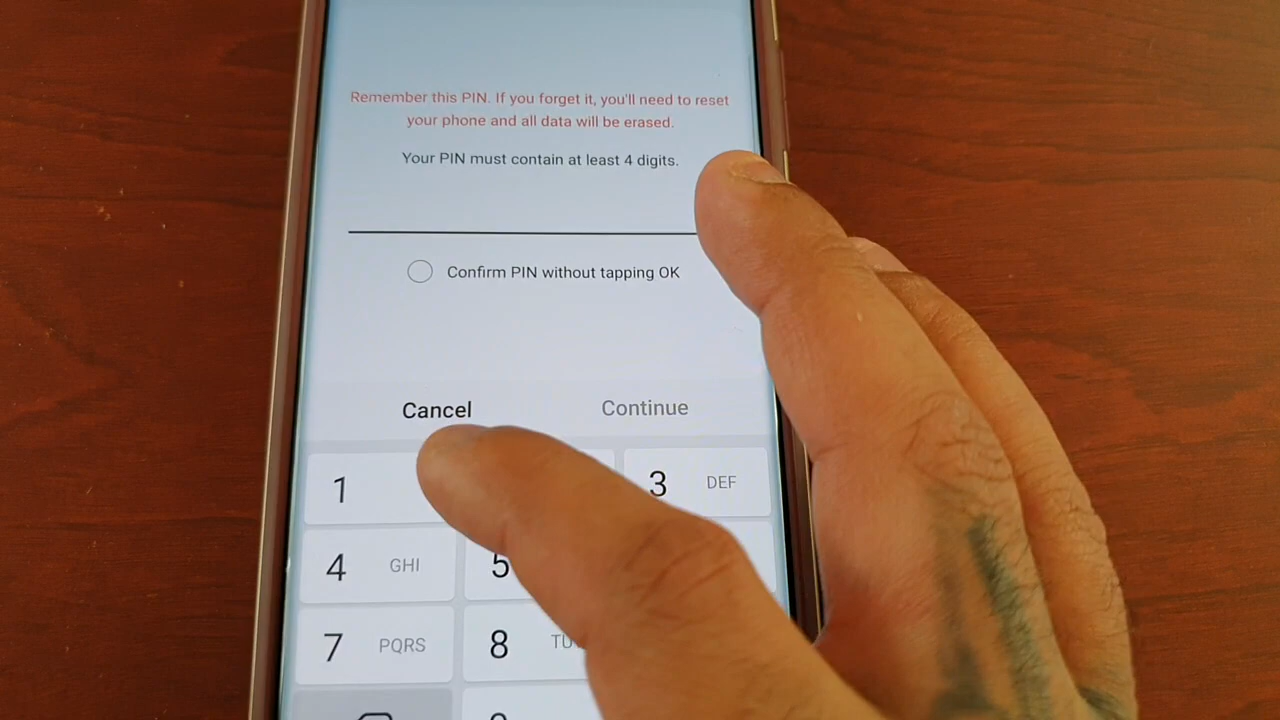 Remember this PIN. If you forget it, you'll need to reset
your phone and all data will be erased.
Your PIN must contain at least 4 digits.
Confirm PIN without tapping OK
Cancel Continue
1 3 DEF
4 GHI 5
7 PQRS 8